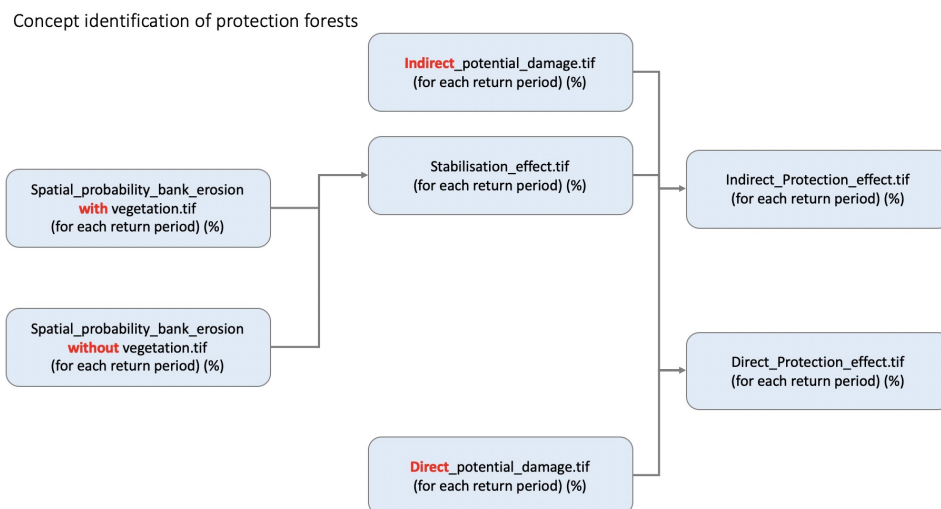 Concept identification of protection forests
Indirect_potential_damage.tif
(for each return period) (%)
Stabilisation_effect.tif
(for each return period) (%)
Spatial_probability_bank_erosion
with vegetation.tif
(for each return period) (%)
Indirect_Protection_effect.tif
(for each return period) (%)
Spatial_probability_bank_erosion
without vegetation.tif
(for each return period) (%)
Direct_Protection_effect.tif
(for each return period) (%)
Direct_potential_damage.tif
(for each return period) (%)